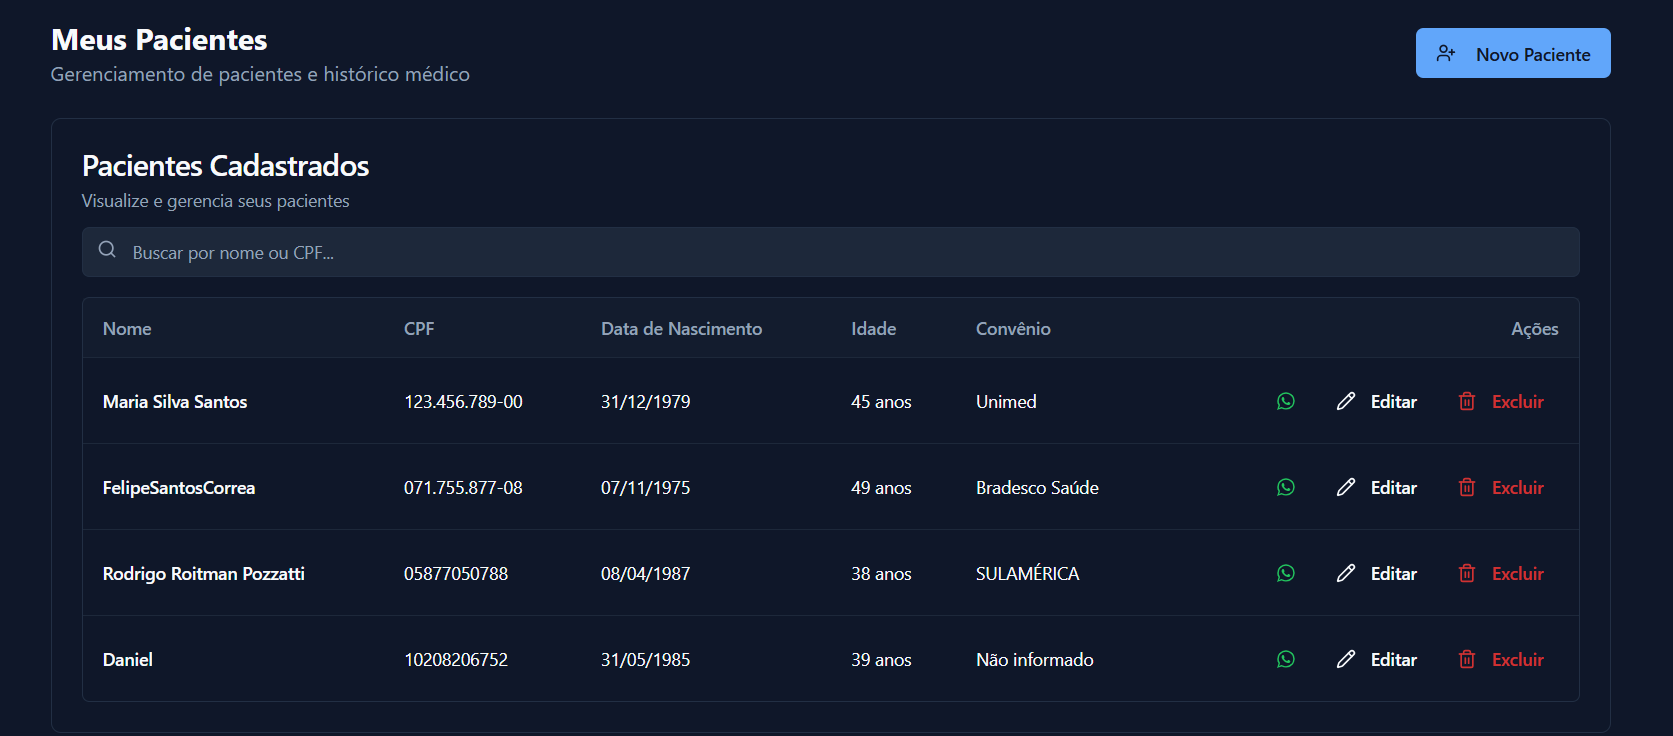 Meus Pacientes
Gerenciamento de pacientes e histórico médico
Novo Paciente
Pacientes Cadastrados
Visualize e gerencia seus pacientes
Buscar por nome ou CPF...
Nome CPF Data de Nascimento Idade Convênio Ações
Maria Silva Santos 123.456.789-00 31/12/1979 45 anos Unimed Editar Excluir
FelipeSantosCorrea 071.755.877-08 07/11/1975 49 anos Bradesco Saúde Editar Excluir
Rodrigo Roitman Pozzatti 05877050788 08/04/1987 38 anos SULAMÉRICA Editar Excluir
Daniel 10208206752 31/05/1985 39 anos Não informado Editar Excluir